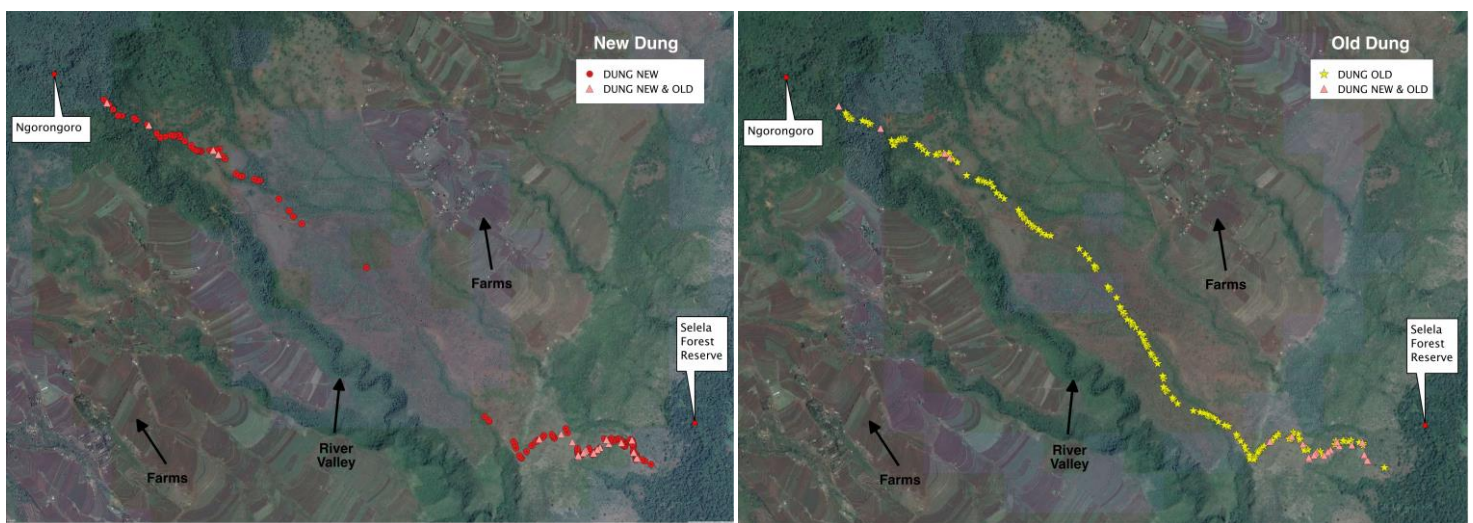 New Dung
DUNG NEW
DUNG NEW & OLD
Ngorongoro
Farms
Selela
Forest
Reserve
River
Valley
Farms
Old Dung
DUNG OLD
DUNG NEW & OLD
Ngorongoro
Farms
Selela
Forest
Reserve
River
Valley
Farms